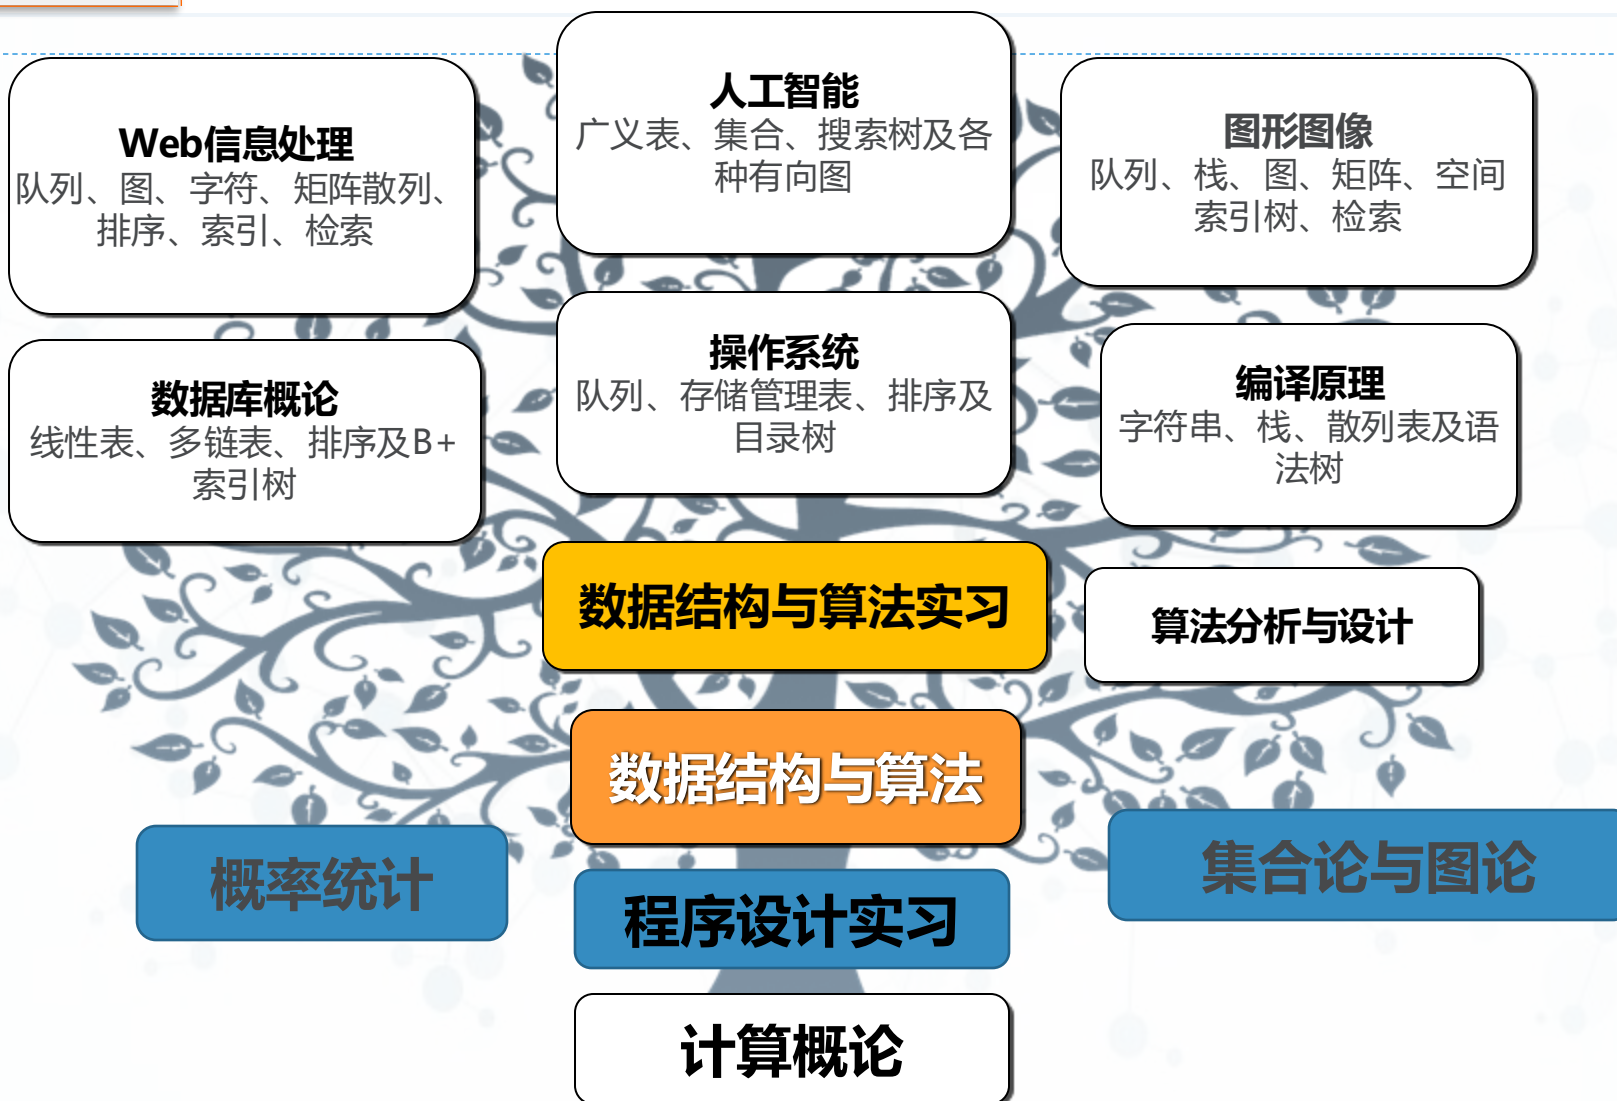 人工智能
广义表、集合、搜索树及各
种有向图
Web信息处理
队列、图、字符、矩阵散列、
排序、索引、检索
图形图像
队列、栈、图、矩阵、空间
索引树、检索
操作系统
队列、存储管理表、排序及
目录树
数据库概论
线性表、多链表、排序及B+
索引树
编译原理
字符串、栈、散列表及语
法树
数据结构与算法实习
算法分析与设计
数据结构与算法
概率统计
集合论与图论
程序设计实习
计算概论